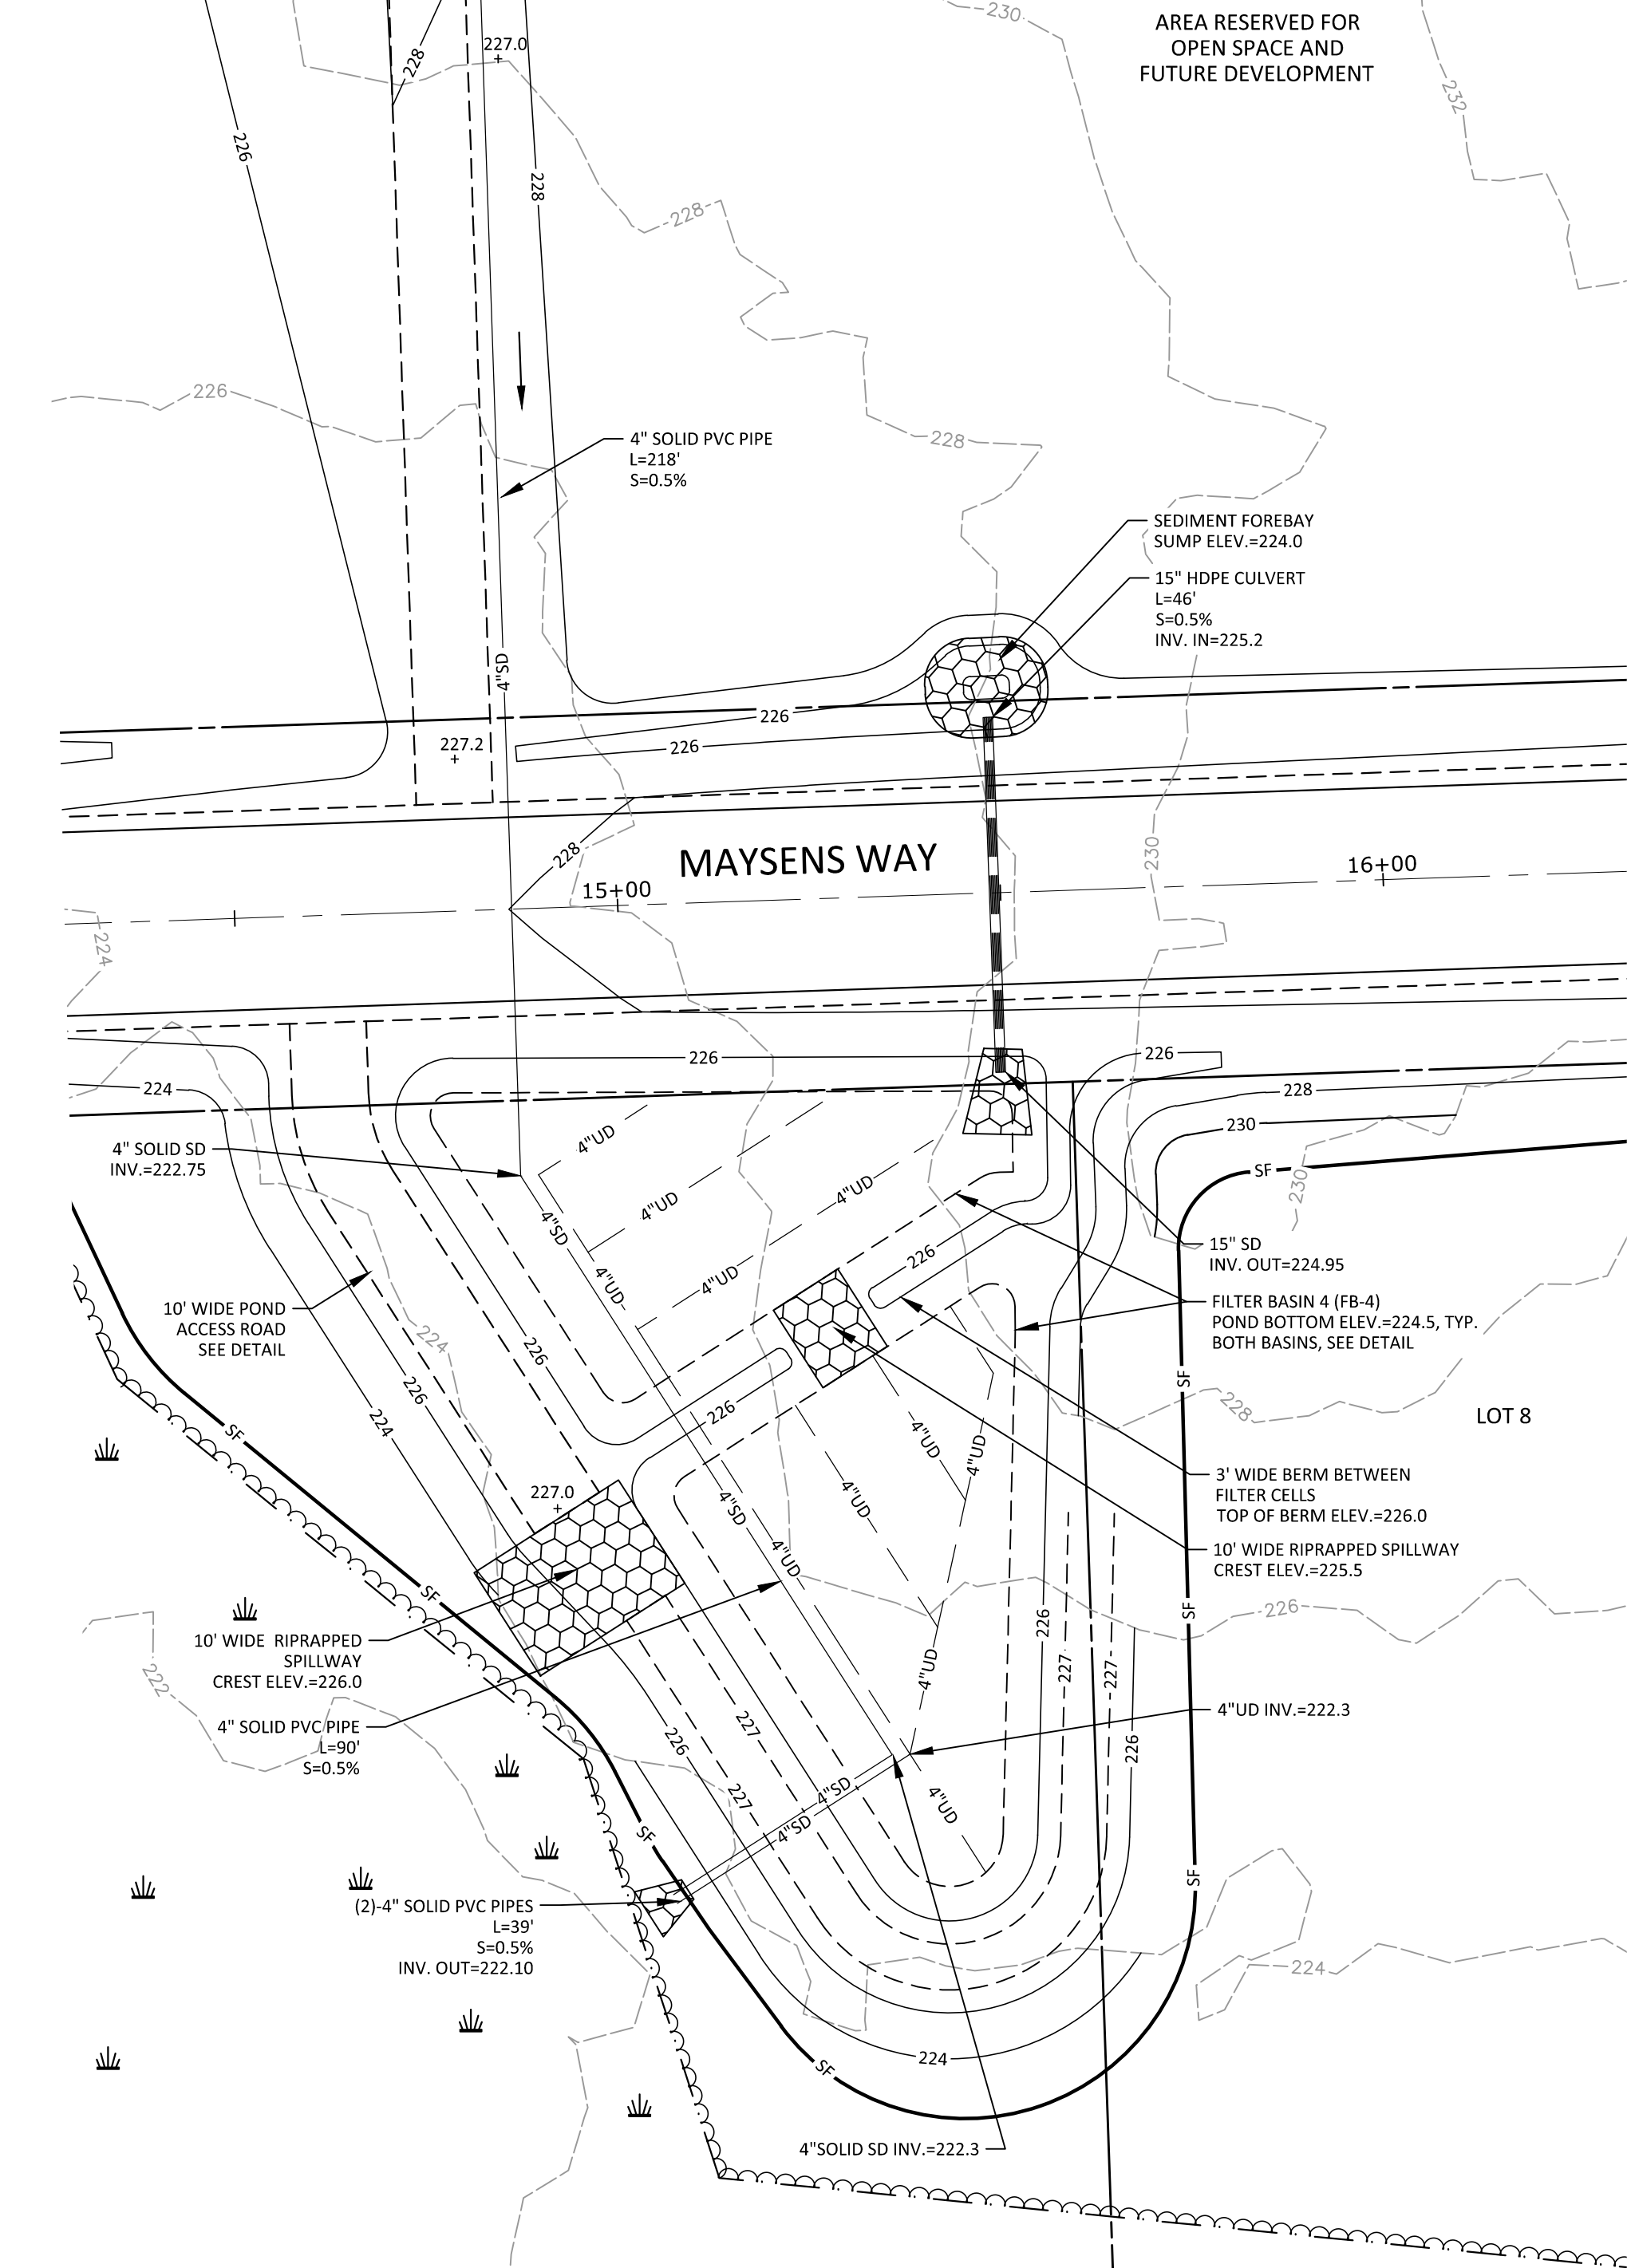 230
AREA RESERVED FOR
OPEN SPACE AND
FUTURE DEVELOPMENT
227.0
228
232
226
228
228
226
228
4" SOLID PVC PIPE
L=218'
S=0.5%
SEDIMENT FOREBAY
SUMP ELEV.=224.0
15" HDPE CULVERT
L=46'
S=0.5%
INV. IN=225.2
4"SD
226
227.2
226
228
MAYSENS WAY
230
15+00
16+00
224
226
226
224
228
230
4"UD
4" SOLID SD
INV.=222.75
SF
230
4"UD
4"UD
4"SD
15" SD
INV. OUT=224.95
226
4"UD
4"UD
10' WIDE POND
ACCESS ROAD
SEE DETAIL
FILTER BASIN 4 (FB-4)
POND BOTTOM ELEV.=224.5, TYP.
BOTH BASINS, SEE DETAIL
224
226
226
SF
228
224
226
SF
4"UD
4"UD
LOT 8
3' WIDE BERM BETWEEN
FILTER CELLS
TOP OF BERM ELEV.=226.0
227.0
4"UD
4"SD
10' WIDE RIPRAPPED SPILLWAY
CREST ELEV.=225.5
4"UD
SF
226
SF
226
10' WIDE RIPRAPPED
SPILLWAY
CREST ELEV.=226.0
222
4"UD
227
227
4" SOLID PVC PIPE
L=90'
S=0.5%
4"UD INV.=222.3
227
226
226
227
4"SD
4"SD
4"UD
SF
SF
(2)-4" SOLID PVC PIPES
L=39'
S=0.5%
INV. OUT=222.10
224
224
SF
4"SOLID SD INV.=222.3